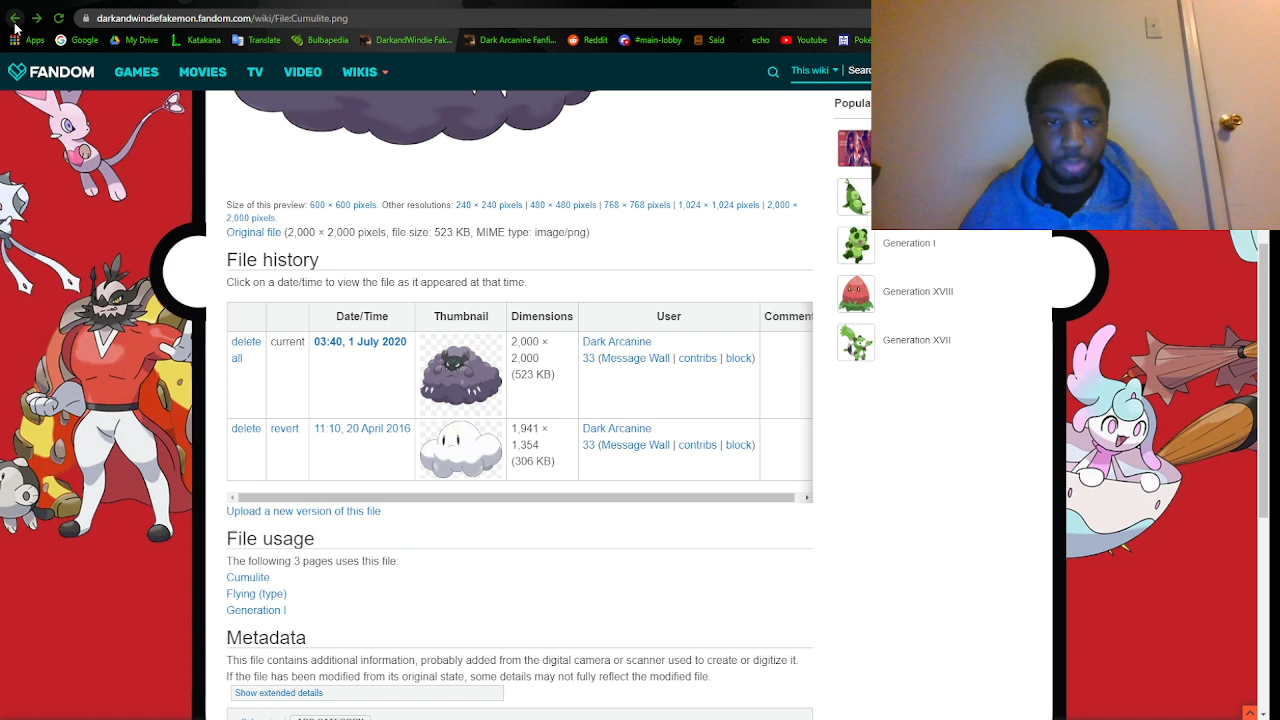 darkandwindiefakemon.fandom.com/wiki/File:Cumulite.png
Apps Google My Drive Katakana Translate Bulbapedia DarkandWindie Fak... Dark Arcanine Fanfi... Reddit #main-lobby Said echo Youtube Poké
FANDOM GAMES MOVIES TV VIDEO WIKIS This wiki Searc
Popula
Size of this preview: 600 × 600 pixels. Other resolutions: 240 × 240 pixels | 480 × 480 pixels | 768 × 768 pixels | 1,024 × 1,024 pixels | 2,000 ×
2,000 pixels.
Original file (2,000 × 2,000 pixels, file size: 523 KB, MIME type: image/png)
File history
Click on a date/time to view the file as it appeared at that time.
Date/Time Thumbnail Dimensions User Comment
delete all current 03:40, 1 July 2020 2,000 ×
2,000
(523 KB)
Dark Arcanine
33 (Message Wall | contribs | block)
delete revert 11:10, 20 April 2016 1,941 ×
1,354
(306 KB)
Dark Arcanine
33 (Message Wall | contribs | block)
Upload a new version of this file
File usage
The following 3 pages uses this file:
Cumulite
Flying (type)
Generation I
Metadata
This file contains additional information, probably added from the digital camera or scanner used to create or digitize it.
If the file has been modified from its original state, some details may not fully reflect the modified file.
Show extended details
ADD CATEGORY
Generation I
Generation XVIII
Generation XVII